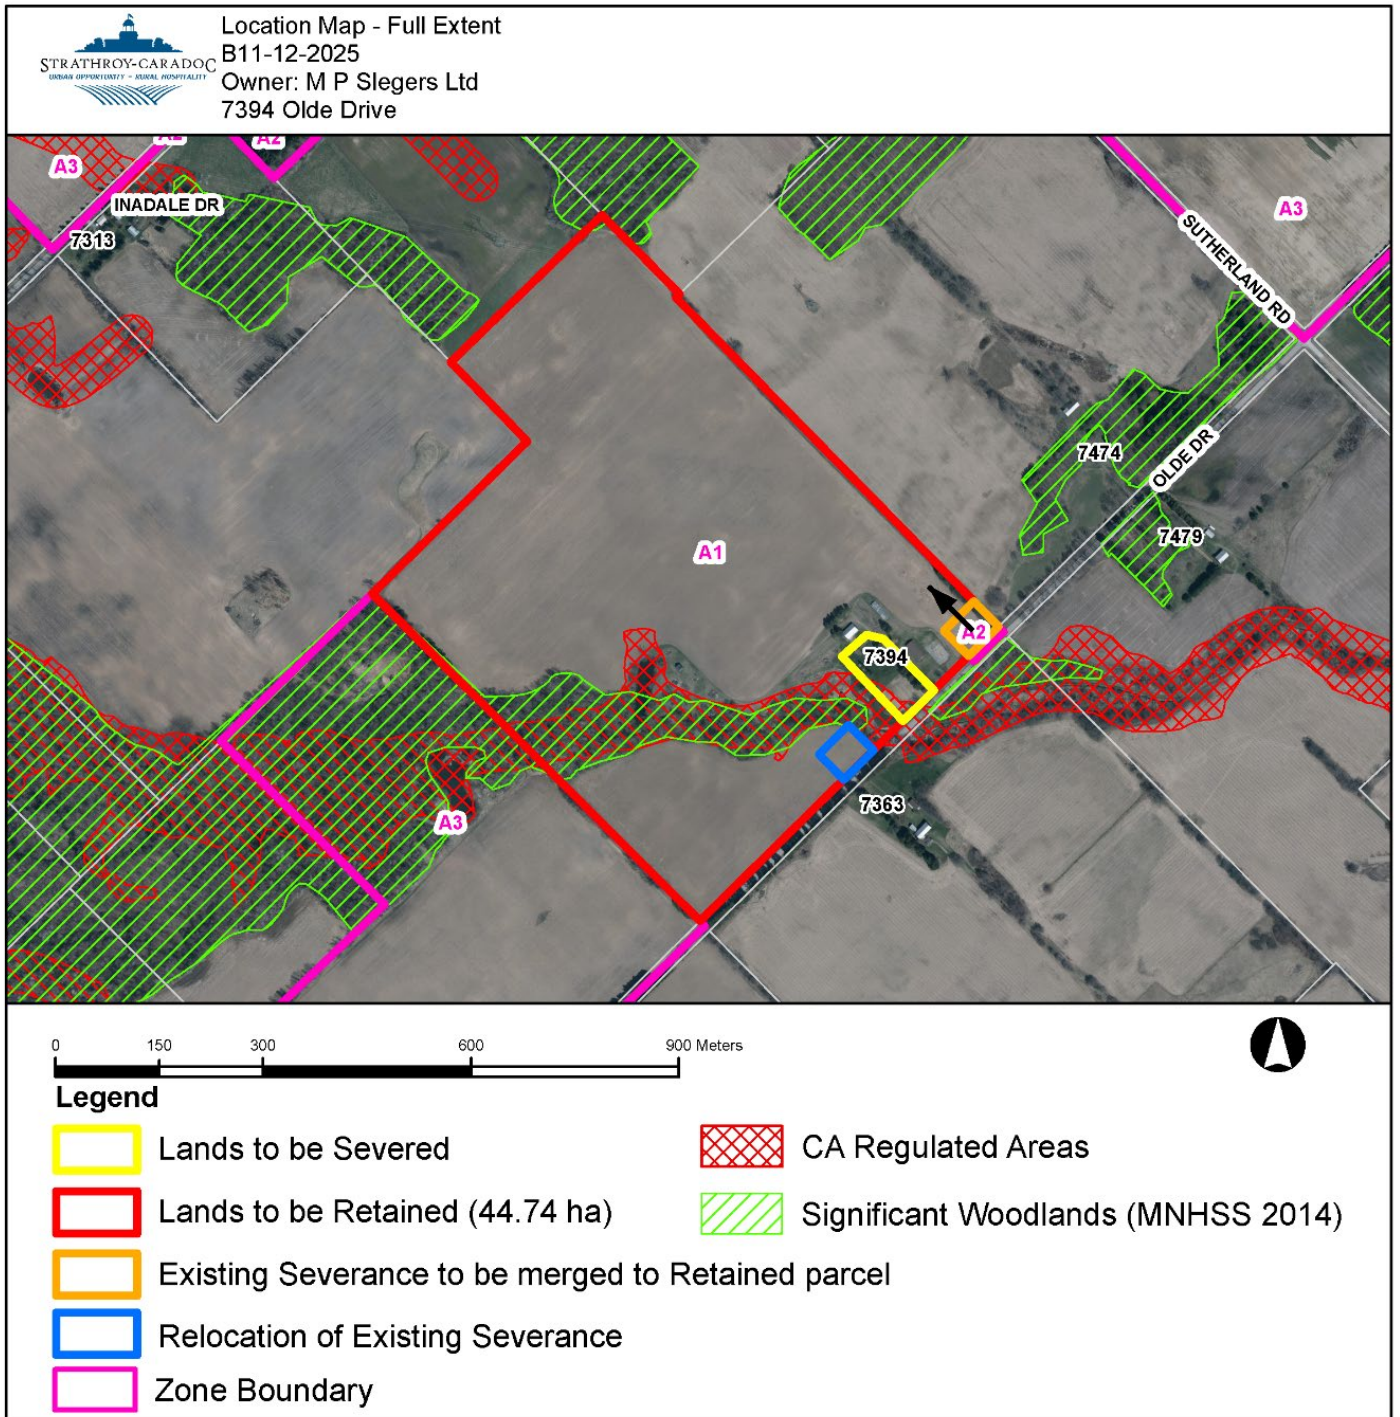 STRATHROY-CARADOC
URBAN OPPORTUNITY ~ RURAL HOSPITALITY
Location Map - Full Extent
B11-12-2025
Owner: M P Slegers Ltd
7394 Olde Drive
A2
A2
A3
INADALE DR
7313
A3
SUTHERLAND RD
7474
OLDE DR
7479
A1
A2
7394
7363
A3
0 150 300 600 900 Meters
Legend
Lands to be Severed
Lands to be Retained (44.74 ha)
Existing Severance to be merged to Retained parcel
Relocation of Existing Severance
Zone Boundary
CA Regulated Areas
Significant Woodlands (MNHSS 2014)